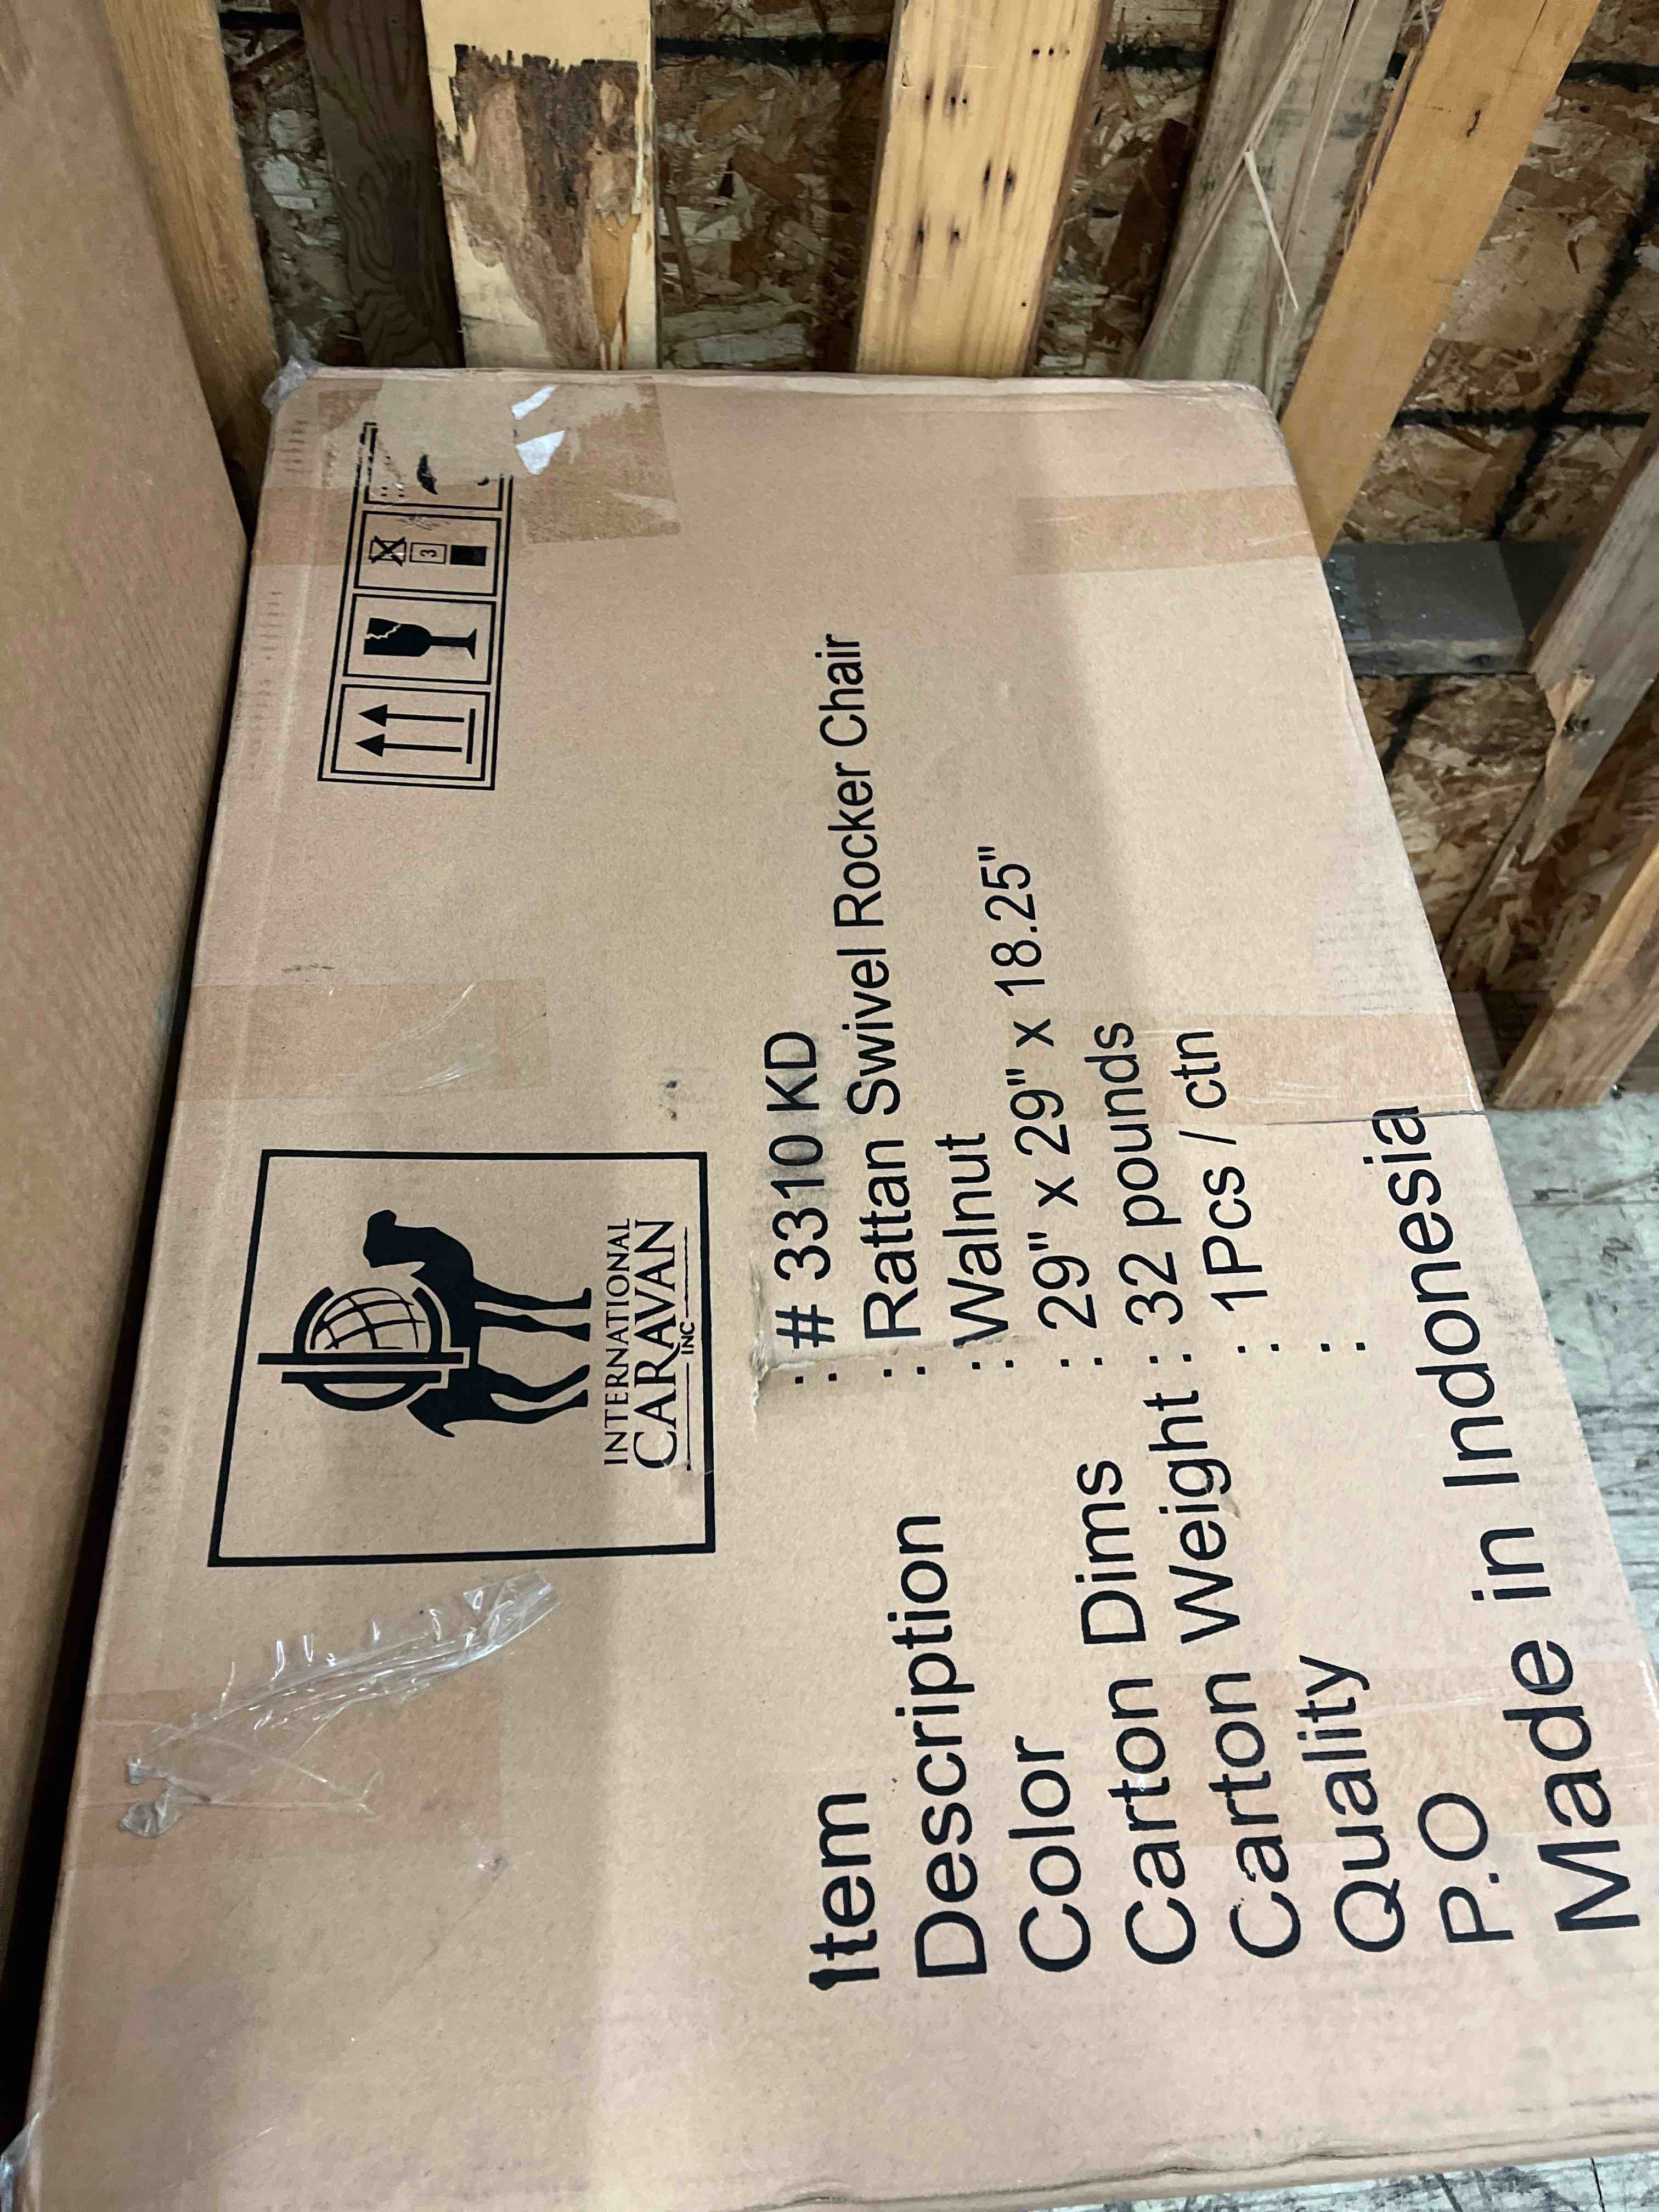 INTERNATIONAL
CARAVAN
INC
3
Item : # 3310 KD
Description : Rattan Swivel Rocker Chair
Color : Walnut
Carton Dims : 29" x 29" x 18.25"
Carton Weight : 32 pounds
Quality : 1Pcs / ctn
P.O :
Made in Indonesia